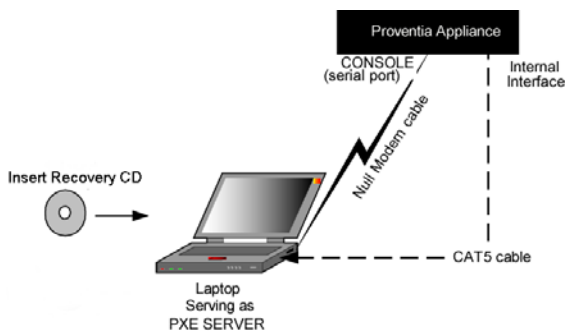 Proventia Appliance
CONSOLE
(serial port)
Internal
Interface
Null Modem cable
Insert Recovery CD
CAT5 cable
Laptop
Serving as
PXE SERVER